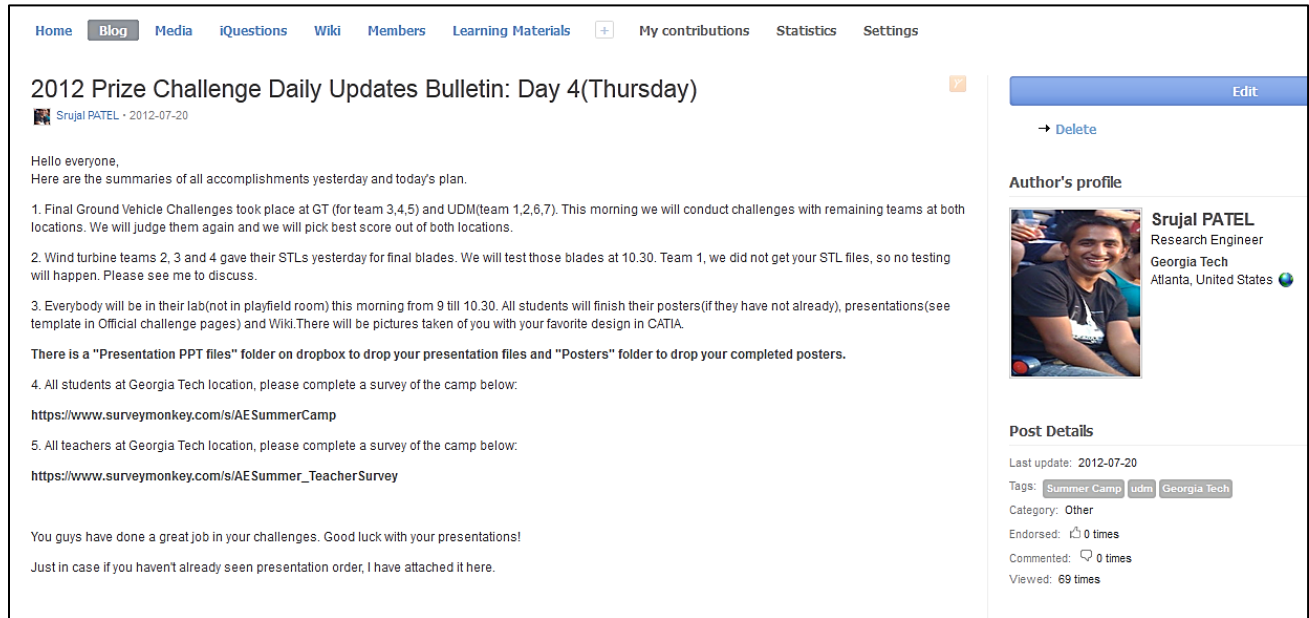 Home Blog Media iQuestions Wiki Members Learning Materials + My contributions Statistics Settings
2012 Prize Challenge Daily Updates Bulletin: Day 4(Thursday)
Srujal PATEL • 2012-07-20
Hello everyone,
Here are the summaries of all accomplishments yesterday and today's plan.
1. Final Ground Vehicle Challenges took place at GT (for team 3,4,5) and UDM(team 1,2,6,7). This morning we will conduct challenges with remaining teams at both
locations. We will judge them again and we will pick best score out of both locations.
2. Wind turbine teams 2, 3 and 4 gave their STLs yesterday for final blades. We will test those blades at 10.30. Team 1, we did not get your STL files, so no testing
will happen. Please see me to discuss.
3. Everybody will be in their lab(not in playfield room) this morning from 9 till 10.30. All students will finish their posters(if they have not already), presentations(see
template in Official challenge pages) and Wiki.There will be pictures taken of you with your favorite design in CATIA.
There is a "Presentation PPT files" folder on dropbox to drop your presentation files and "Posters" folder to drop your completed posters.
4. All students at Georgia Tech location, please complete a survey of the camp below:
https://www.surveymonkey.com/s/AESummerCamp
5. All teachers at Georgia Tech location, please complete a survey of the camp below:
https://www.surveymonkey.com/s/AESummer_TeacherSurvey
You guys have done a great job in your challenges. Good luck with your presentations!
Just in case if you haven't already seen presentation order, I have attached it here.
Edit
→ Delete
Author's profile
Srujal PATEL
Research Engineer
Georgia Tech
Atlanta, United States
Post Details
Last update: 2012-07-20
Tags: Summer Camp udm Georgia Tech
Category: Other
Endorsed: 0 times
Commented: 0 times
Viewed: 69 times